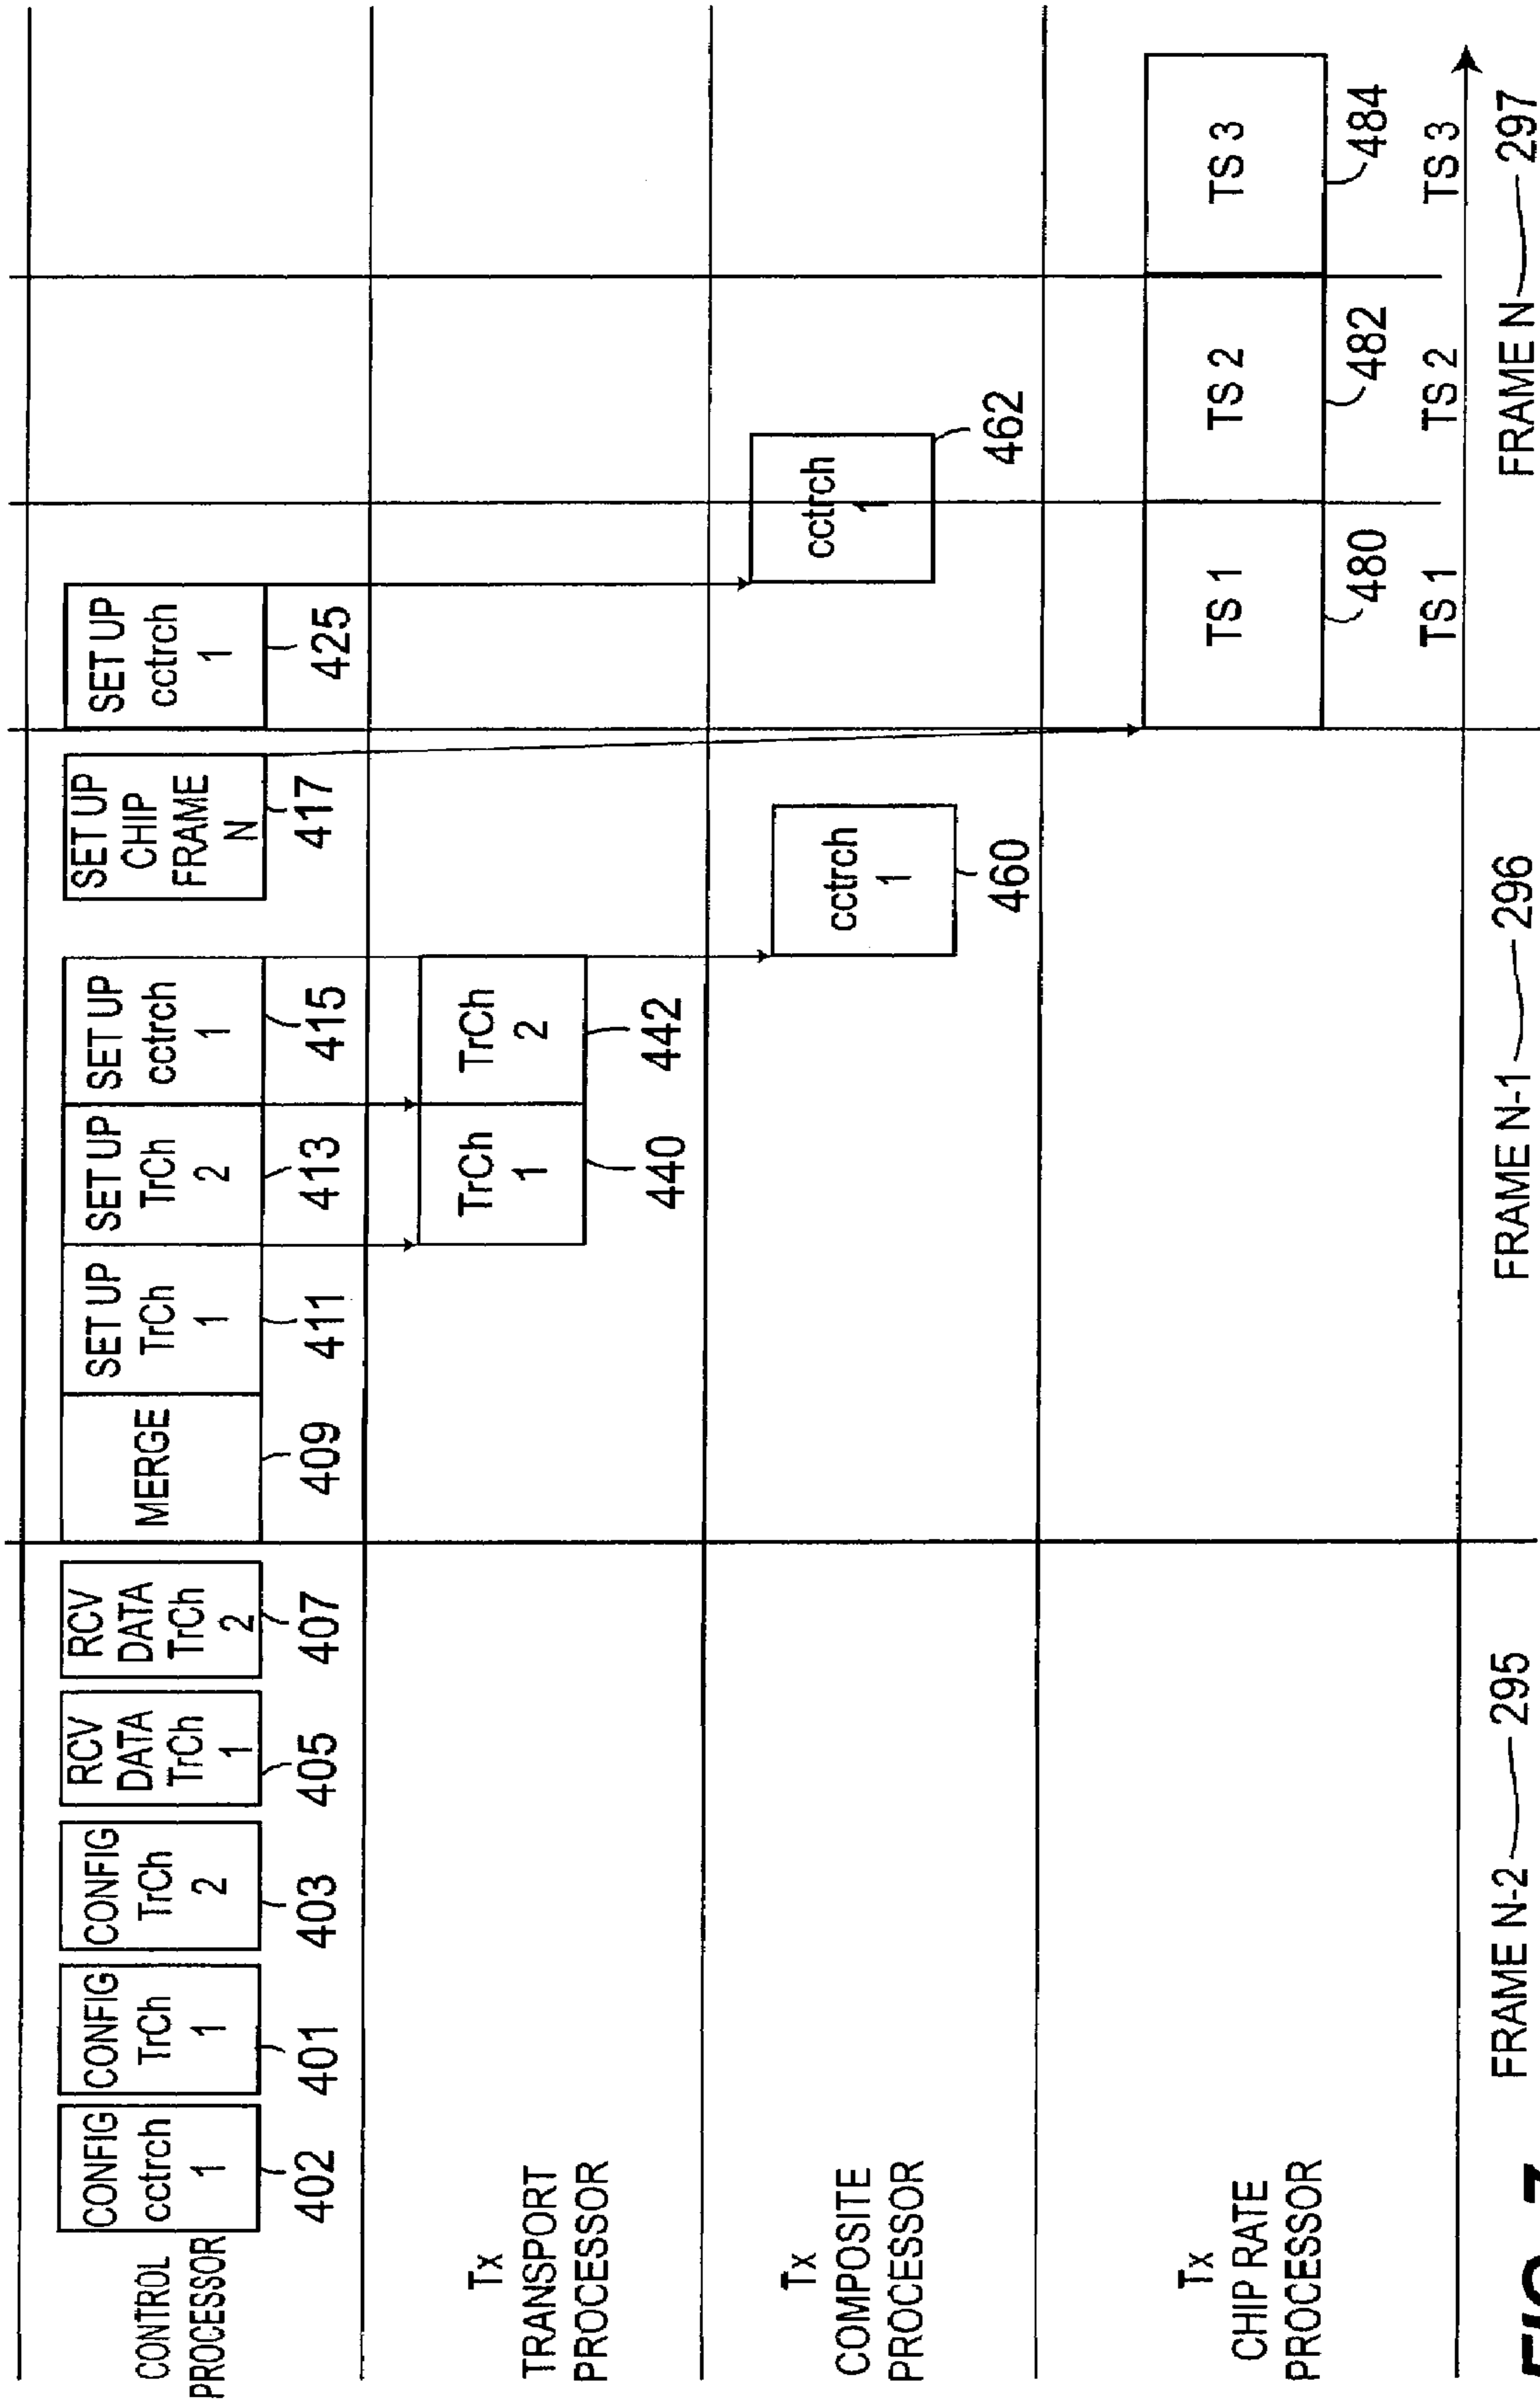 CONTROL
PROCESSOR
CONFIG
cctrch
1
402
CONFIG
TrCh
1
401
CONFIG
TrCh
2
403
RCV
DATA
TrCh
1
405
RCV
DATA
TrCh
2
407
MERGE
409
SET UP
TrCh
1
411
SET UP
TrCh
2
413
SET UP
cctrch
1
415
SET UP
CHIP
FRAME
N
417
SET UP
cctrch
1
425
Tx
TRANSPORT
PROCESSOR
TrCh
1
440
TrCh
2
442
Tx
COMPOSITE
PROCESSOR
cctrch
1
460
cctrch
1
462
Tx
CHIP RATE
PROCESSOR
TS 1
480
TS 2
482
TS 3
484
TS 1
TS 2
TS 3
FRAME N-2 295
FRAME N-1 296
FRAME N 297